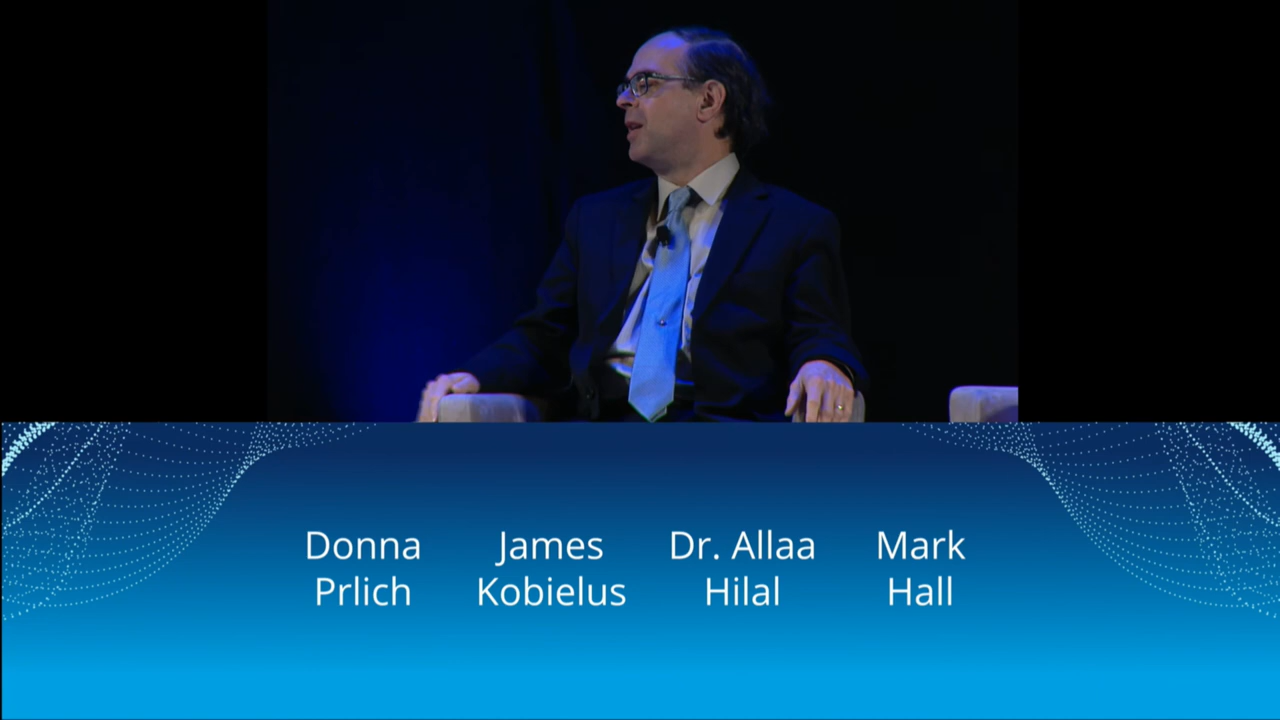 Donna
Prlich
James
Kobielus
Dr. Allaa
Hilal
Mark
Hall